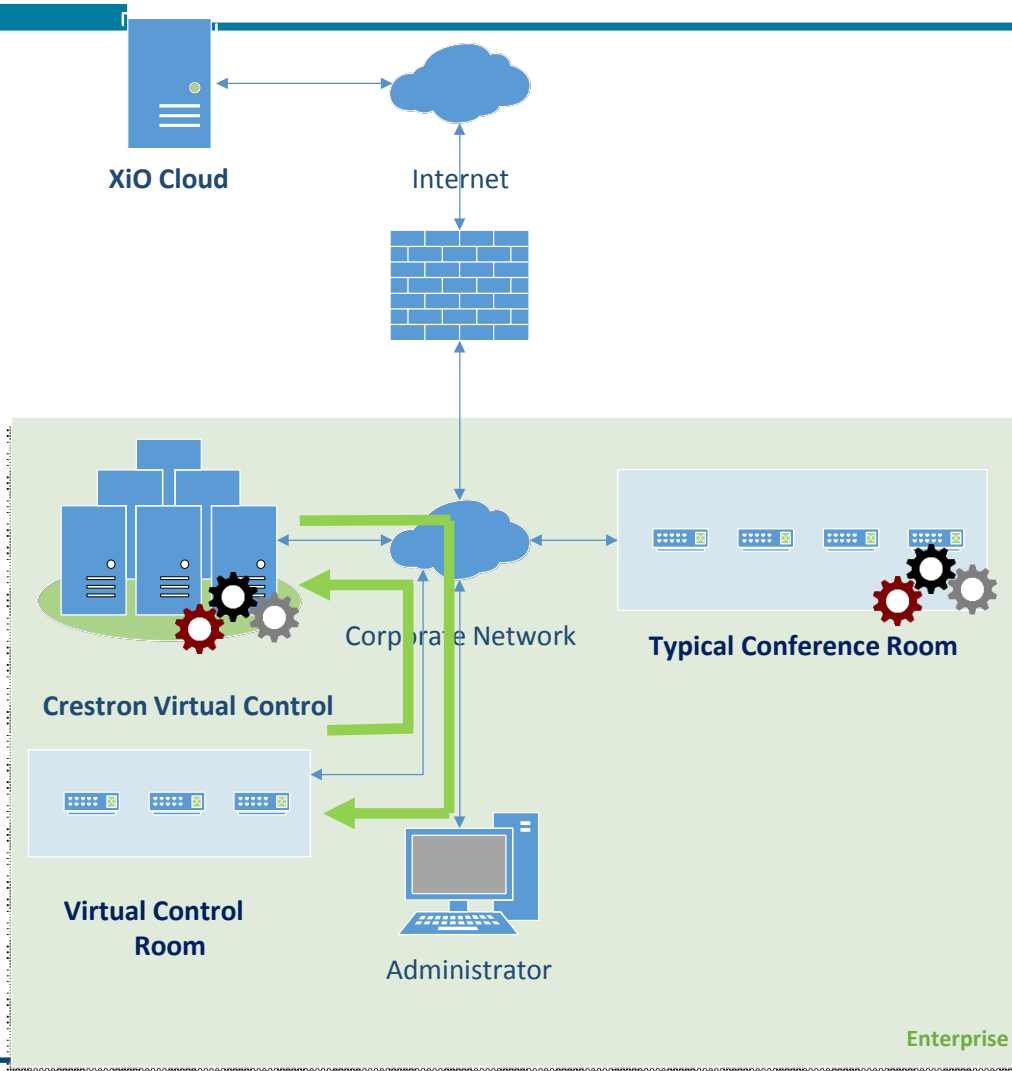 XiO Cloud
Internet
Corporate Network
Typical Conference Room
Crestron Virtual Control
Virtual Control
Room
Administrator
Enterprise